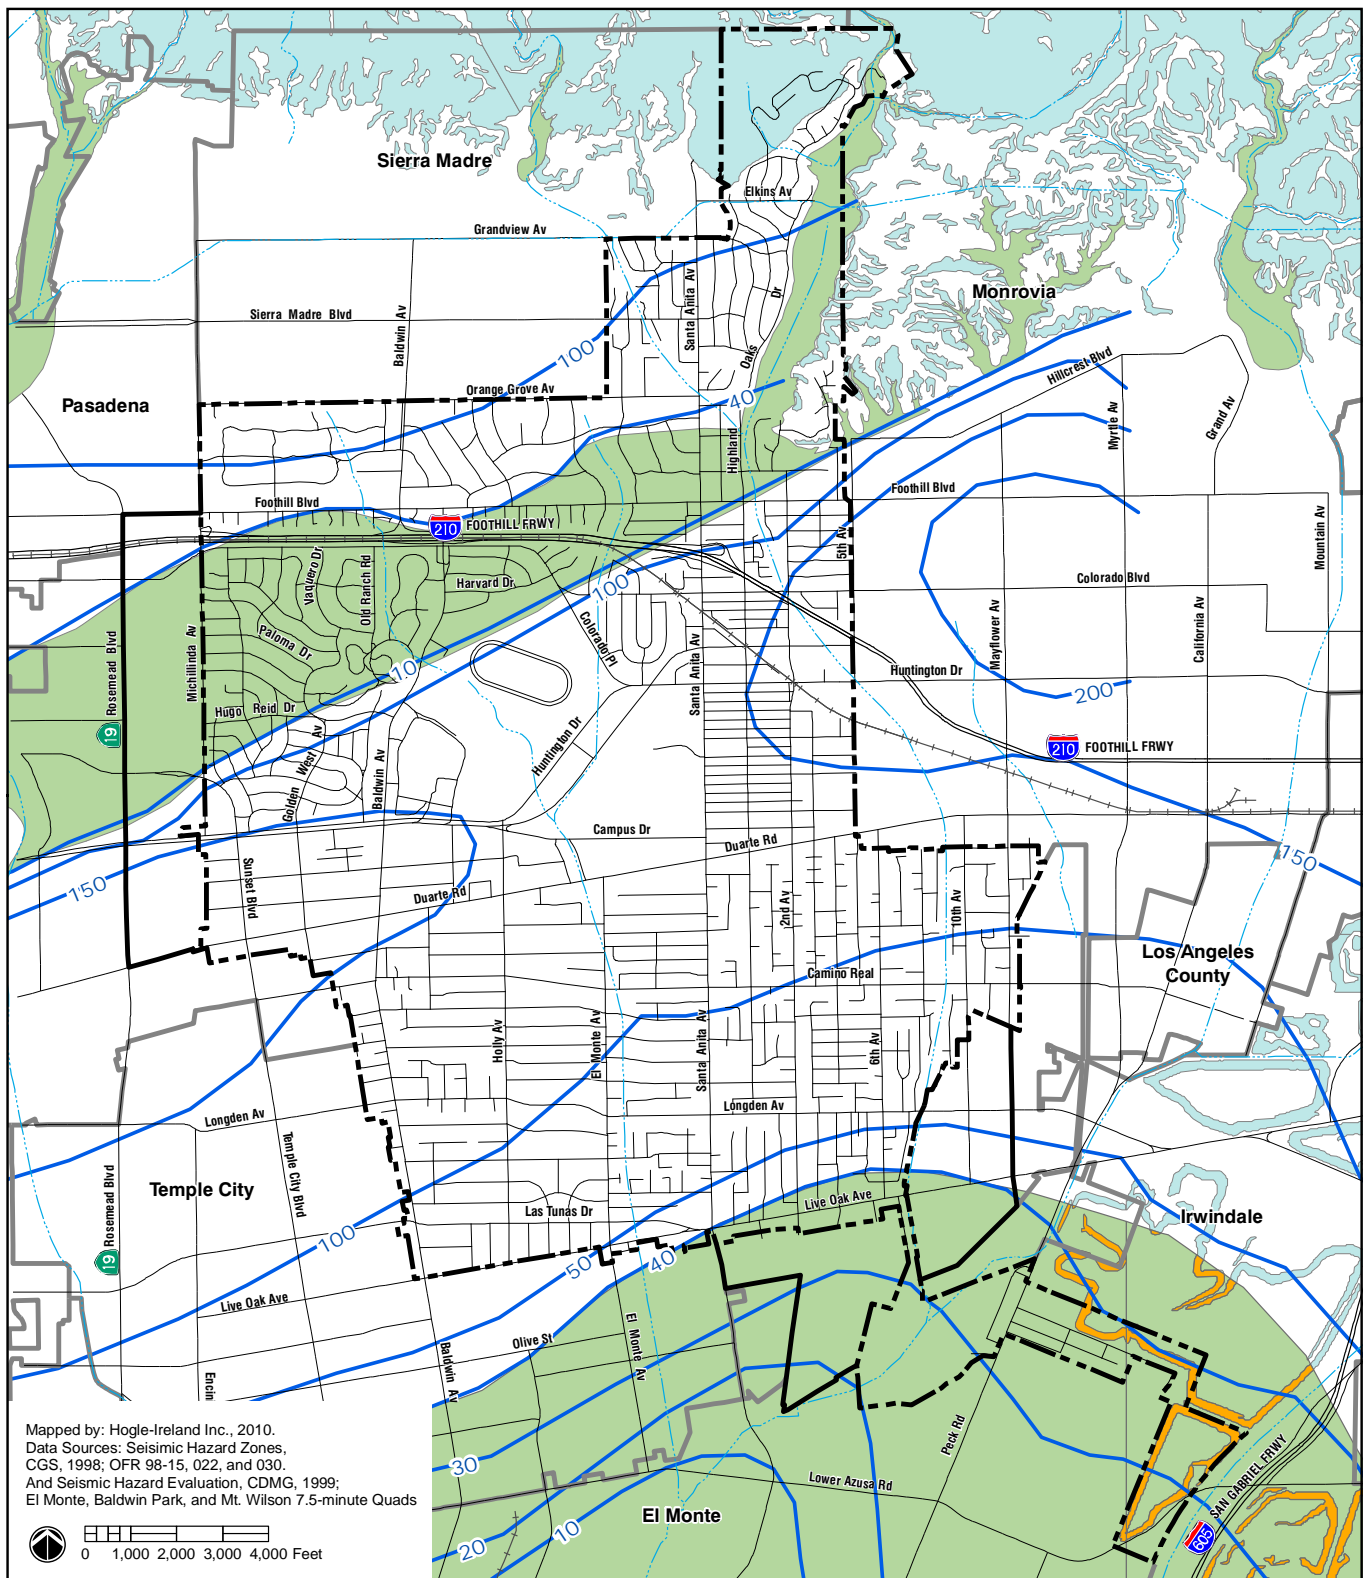 Sierra Madre
Elkins Av
Grandview Av
Santa Anita Av
Monrovia
Sierra Madre Blvd
Baldwin Av
Oaks Dr
100
Hillcrest Blvd
Orange Grove Av
40
Pasadena
Myrtle Av
Grand Av
Highland
Foothill Blvd
Foothill Blvd
210
FOOTHILL FRWY
5th Av
Mountain Av
Vaquero Dr
Old Ranch Rd
Harvard Dr
100
Colorado Blvd
Rosemead Blvd
Michillinda Av
Paloma Dr
Colorado Pl
Santa Anita Av
Mayflower Av
California Av
10
Huntington Dr
200
Hugo Reid Dr
19
Golden West Av
Baldwin Av
Huntington Dr
210
FOOTHILL FRWY
Campus Dr
Duarte Rd
150
150
Sunset Blvd
Duarte Rd
2nd Av
10th Av
Los Angeles
County
Camino Real
Holly Av
El Monte Av
Santa Anita Av
6th Av
Longden Av
Longden Av
Temple City Blvd
Rosemead Blvd
Temple City
Las Tunas Dr
Live Oak Ave
Irwindale
100
50
40
19
Live Oak Ave
Olive St
El Monte Av
Baldwin Av
Encin
Peck Rd
SAN GABRIEL FRWY
30
Lower Azusa Rd
El Monte
605
20
10
Mapped by: Hogle-Ireland Inc., 2010.
Data Sources: Seisimic Hazard Zones,
CGS, 1998; OFR 98-15, 022, and 030.
And Seismic Hazard Evaluation, CDMG, 1999;
El Monte, Baldwin Park, and Mt. Wilson 7.5-minute Quads
0 1,000 2,000 3,000 4,000 Feet